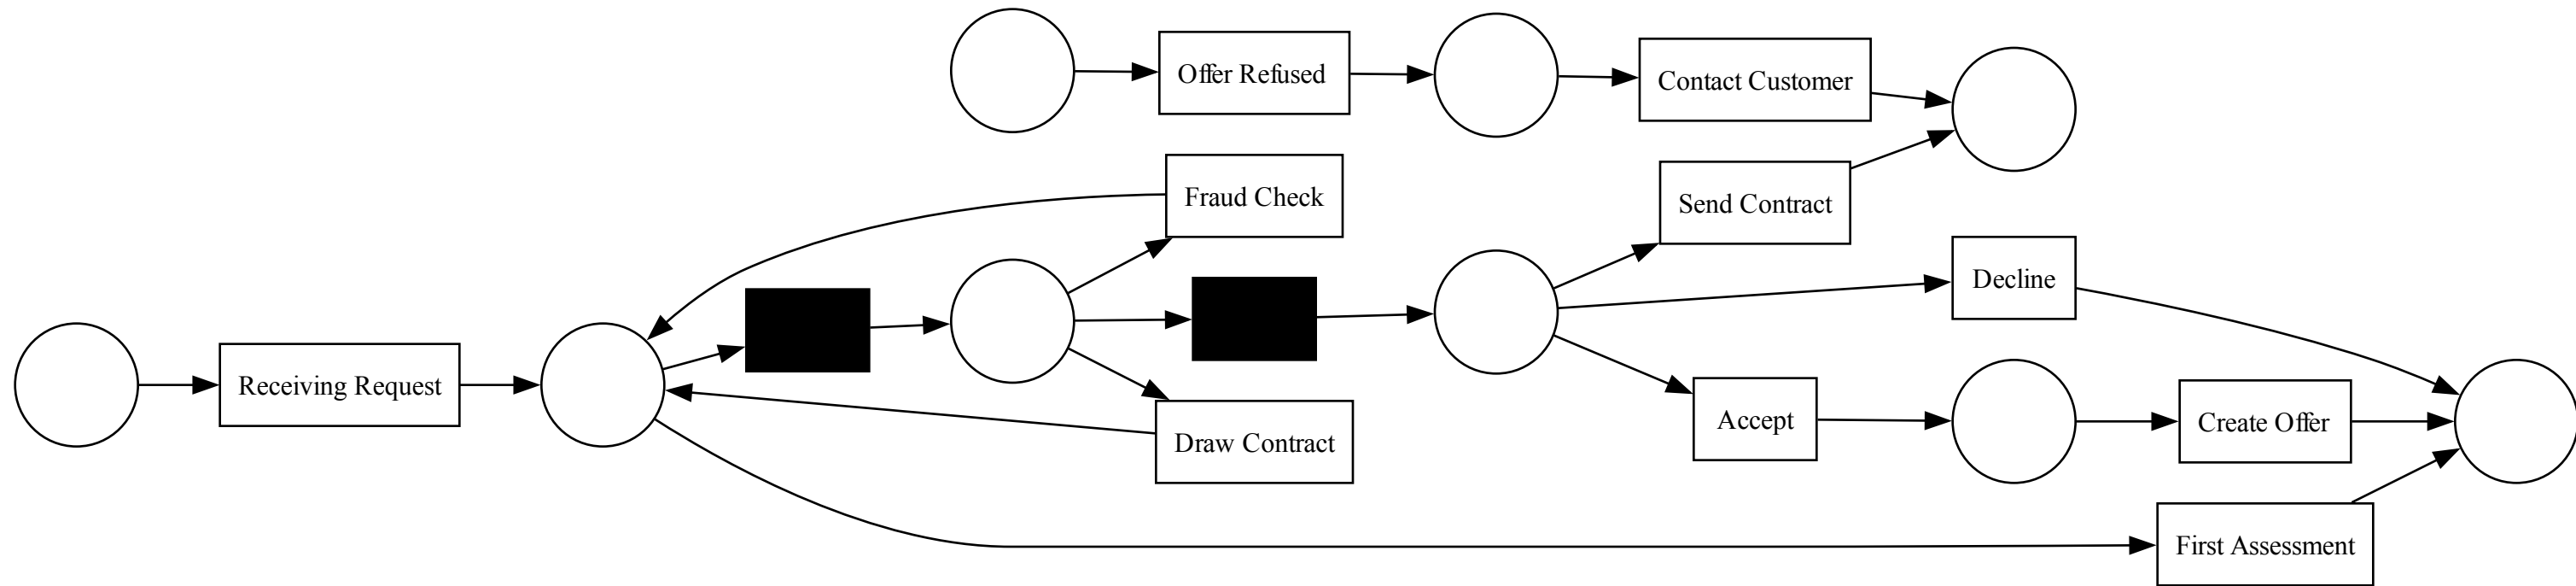 Offer Refused
Contact Customer
Fraud Check
Send Contract
Decline
Receiving Request
Accept
Create Offer
Draw Contract
First Assessment